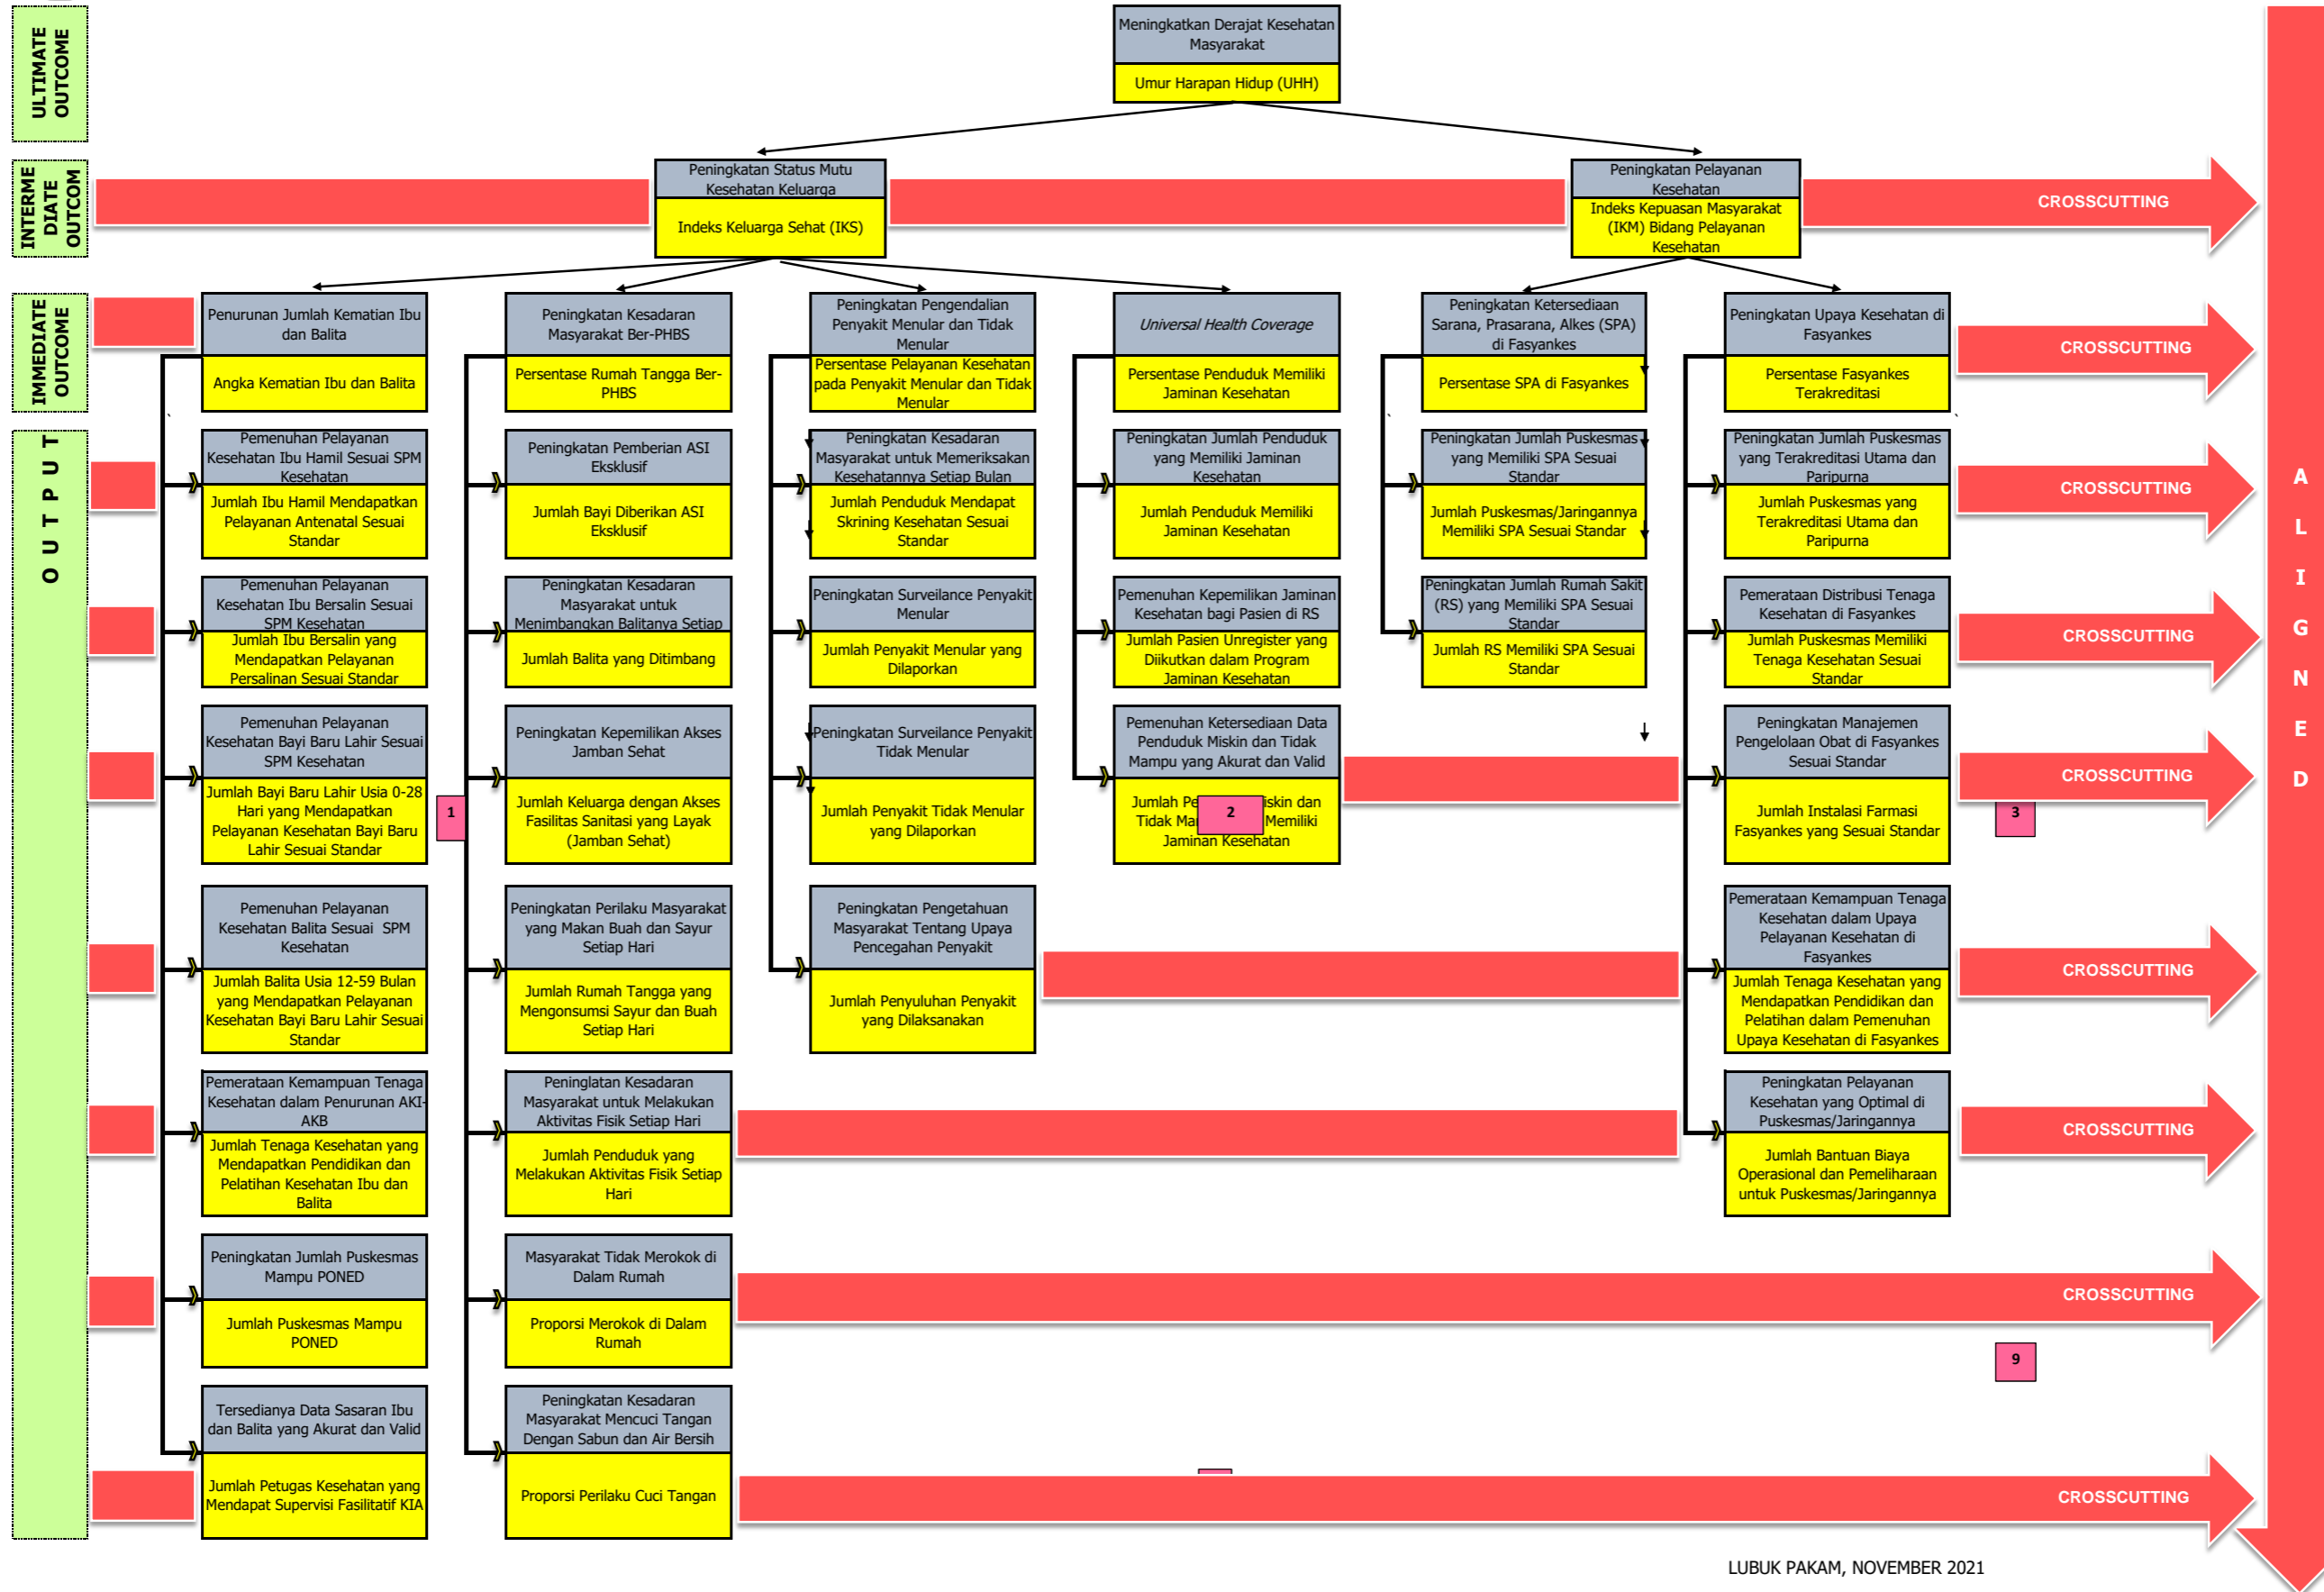 ULTIMATE
OUTCOME
Meningkatkan Derajat Kesehatan
Masyarakat
Umur Harapan Hidup (UHH)
INTERME
DIATE
OUTCOM
Peningkatan Status Mutu
Kesehatan Keluarga
Indeks Keluarga Sehat (IKS)
Peningkatan Pelayanan
Kesehatan
Indeks Kepuasan Masyarakat
(IKM) Bidang Pelayanan
Kesehatan
CROSSCUTTING
IMMEDIATE
OUTCOME
Penurunan Jumlah Kematian Ibu
dan Balita
Angka Kematian Ibu dan Balita
Peningkatan Kesadaran
Masyarakat Ber-PHBS
Persentase Rumah Tangga Ber-
PHBS
Peningkatan Pengendalian
Penyakit Menular dan Tidak
Menular
Persentase Pelayanan Kesehatan
pada Penyakit Menular dan Tidak
Menular
Universal Health Coverage
Persentase Penduduk Memiliki
Jaminan Kesehatan
Peningkatan Ketersediaan
Sarana, Prasarana, Alkes (SPA)
di Fasyankes
Persentase SPA di Fasyankes
Peningkatan Upaya Kesehatan di
Fasyankes
Persentase Fasyankes
Terakreditasi
CROSSCUTTING
O U T P U T
Pemenuhan Pelayanan
Kesehatan Ibu Hamil Sesuai SPM
Kesehatan
Jumlah Ibu Hamil Mendapatkan
Pelayanan Antenatal Sesuai
Standar
Peningkatan Pemberian ASI
Eksklusif
Jumlah Bayi Diberikan ASI
Eksklusif
Peningkatan Kesadaran
Masyarakat untuk Memeriksakan
Kesehatannya Setiap Bulan
Jumlah Penduduk Mendapat
Skrining Kesehatan Sesuai
Standar
Peningkatan Jumlah Penduduk
yang Memiliki Jaminan
Kesehatan
Jumlah Penduduk Memiliki
Jaminan Kesehatan
Peningkatan Jumlah Puskesmas
yang Memiliki SPA Sesuai
Standar
Jumlah Puskesmas/Jaringannya
Memiliki SPA Sesuai Standar
Peningkatan Jumlah Puskesmas
yang Terakreditasi Utama dan
Paripurna
Jumlah Puskesmas yang
Terakreditasi Utama dan
Paripurna
CROSSCUTTING
Pemenuhan Pelayanan
Kesehatan Ibu Bersalin Sesuai
SPM Kesehatan
Jumlah Ibu Bersalin yang
Mendapatkan Pelayanan
Persalinan Sesuai Standar
Peningkatan Kesadaran
Masyarakat untuk
Menimbangkan Balitanya Setiap
Jumlah Balita yang Ditimbang
Peningkatan Surveilance Penyakit
Menular
Jumlah Penyakit Menular yang
Dilaporkan
Pemenuhan Kepemilikan Jaminan
Kesehatan bagi Pasien di RS
Jumlah Pasien Unregister yang
Diikutkan dalam Program
Jaminan Kesehatan
Peningkatan Jumlah Rumah Sakit
(RS) yang Memiliki SPA Sesuai
Standar
Jumlah RS Memiliki SPA Sesuai
Standar
Pemerataan Distribusi Tenaga
Kesehatan di Fasyankes
Jumlah Puskesmas Memiliki
Tenaga Kesehatan Sesuai
Standar
CROSSCUTTING
Pemenuhan Pelayanan
Kesehatan Bayi Baru Lahir Sesuai
SPM Kesehatan
Jumlah Bayi Baru Lahir Usia 0-28
Hari yang Mendapatkan
Pelayanan Kesehatan Bayi Baru
Lahir Sesuai Standar
1
Peningkatan Kepemilikan Akses
Jamban Sehat
Jumlah Keluarga dengan Akses
Fasilitas Sanitasi yang Layak
(Jamban Sehat)
Peningkatan Surveilance Penyakit
Tidak Menular
Jumlah Penyakit Tidak Menular
yang Dilaporkan
Pemenuhan Ketersediaan Data
Penduduk Miskin dan Tidak
Mampu yang Akurat dan Valid
Jumlah dan
Tidak Memiliki
Jaminan Kesehatan
2
Peningkatan Manajemen
Pengelolaan Obat di Fasyankes
Sesuai Standar
Jumlah Instalasi Farmasi
Fasyankes yang Sesuai Standar
CROSSCUTTING
3
Pemenuhan Pelayanan
Kesehatan Balita Sesuai SPM
Kesehatan
Jumlah Balita Usia 12-59 Bulan
yang Mendapatkan Pelayanan
Kesehatan Bayi Baru Lahir Sesuai
Standar
Peningkatan Perilaku Masyarakat
yang Makan Buah dan Sayur
Setiap Hari
Jumlah Rumah Tangga yang
Mengonsumsi Sayur dan Buah
Setiap Hari
Peningkatan Pengetahuan
Masyarakat Tentang Upaya
Pencegahan Penyakit
Jumlah Penyuluhan Penyakit
yang Dilaksanakan
Pemerataan Kemampuan Tenaga
Kesehatan dalam Upaya
Pelayanan Kesehatan di
Fasyankes
Jumlah Tenaga Kesehatan yang
Mendapatkan Pendidikan dan
Pelatihan dalam Pemenuhan
Upaya Kesehatan di Fasyankes
CROSSCUTTING
Pemerataan Kemampuan Tenaga
Kesehatan dalam Penurunan AKI-
AKB
Jumlah Tenaga Kesehatan yang
Mendapatkan Pendidikan dan
Pelatihan Kesehatan Ibu dan
Balita
Peninglatan Kesadaran
Masyarakat untuk Melakukan
Aktivitas Fisik Setiap Hari
Jumlah Penduduk yang
Melakukan Aktivitas Fisik Setiap
Hari
Peningkatan Pelayanan
Kesehatan yang Optimal di
Puskesmas/Jaringannya
Jumlah Bantuan Biaya
Operasional dan Pemeliharaan
untuk Puskesmas/Jaringannya
CROSSCUTTING
Peningkatan Jumlah Puskesmas
Mampu PONED
Jumlah Puskesmas Mampu
PONED
Masyarakat Tidak Merokok di
Dalam Rumah
Proporsi Merokok di Dalam
Rumah
CROSSCUTTING
9
Tersedianya Data Sasaran Ibu
dan Balita yang Akurat dan Valid
Jumlah Petugas Kesehatan yang
Mendapat Supervisi Fasilitatif KIA
Peningkatan Kesadaran
Masyarakat Mencuci Tangan
Dengan Sabun dan Air Bersih
Proporsi Perilaku Cuci Tangan
CROSSCUTTING
A
L
I
G
N
E
D
LUBUK PAKAM, NOVEMBER 2021